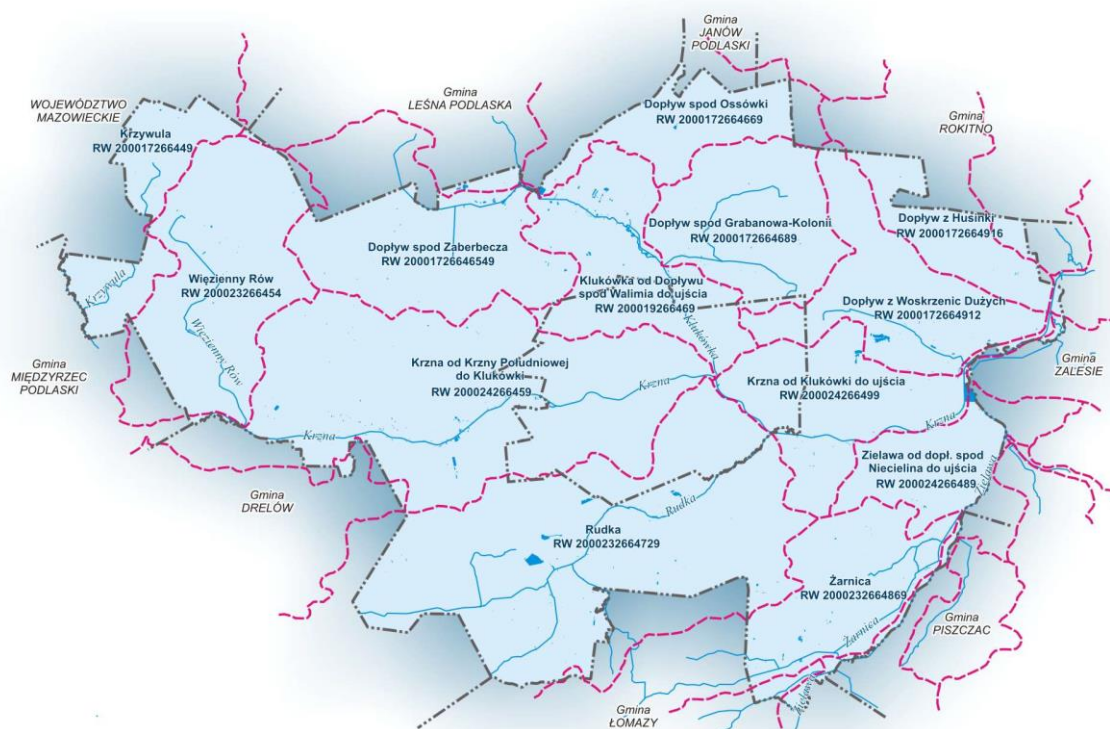 Gmina
JANÓW
PODLASKI
Gmina
LEŚNA PODLASKA
WOJEWÓDZTWO
MAZOWIECKIE
Dopływ spod Ossówki
RW 2000172664669
Gmina
ROKITNO
Krzywula
RW 200017266449
Dopływ spod Grabanowa-Kolonii
RW 2000172664689
Dopływ z Husinki
RW 2000172664916
Dopływ spod Zaberbecza
RW 20001726646549
Krzywula
Więzienny Rów
RW 200023266454
Klukówka od Dopływu
spod Walimia do ujścia
RW 200019266469
Dopływ z Woskrzenic Dużych
RW 2000172664912
Więzienny Rów
Klukówka
Gmina
MIĘDZYRZEC
PODLASKI
Krzna od Krzny Południowej
do Klukówki
RW 200024266459
Krzna
Krzna od Klukówki do ujścia
RW 200024266499
Gmina
ZALESIE
Krzna
Krzna
Zielawa od dopł. spod
Niecielina do ujścia
RW 200024266489
Zielawa
Gmina
DRELÓW
Rudka
Rudka
RW 2000232664729
Żarnica
RW 2000232664869
Gmina
PISZCZAC
Żarnica
Zielawa
Gmina
ŁOMAZY